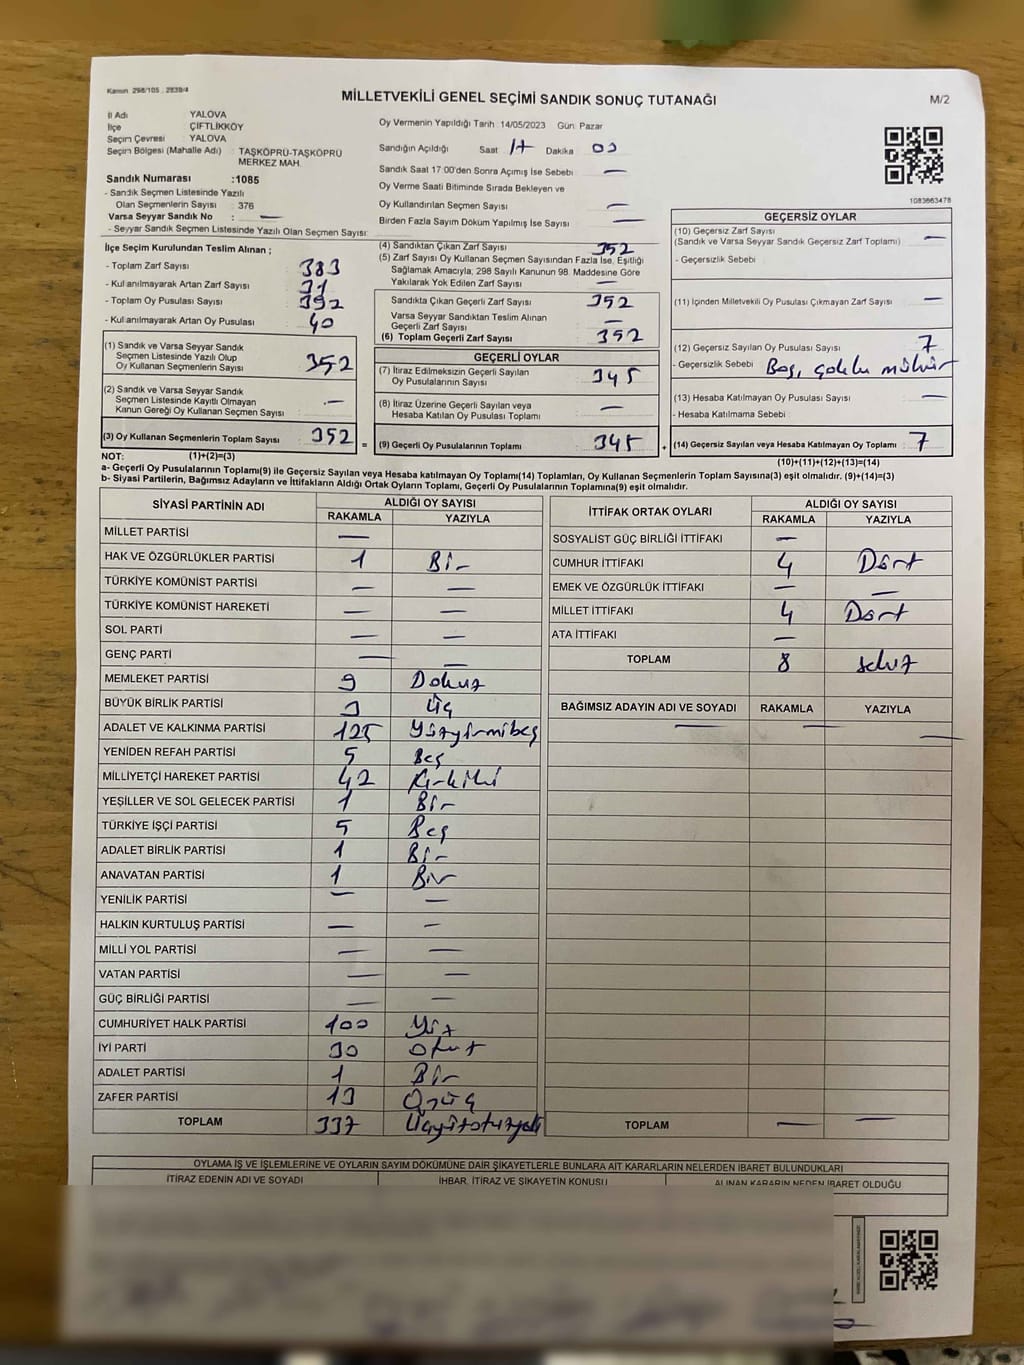 Kanun 298/105 , 2839/4
MİLLETVEKİLİ GENEL SEÇİMİ SANDIK SONUÇ TUTANAĞI
M/2
İl Adı YALOVA
İlçe ÇİFTLİKKÖY
Seçim Çevresi YALOVA
Seçim Bölgesi (Mahalle Adı) : TAŞKÖPRÜ-TAŞKÖPRÜ
MERKEZ MAH.
Sandık Numarası :1085
- Sandık Seçmen Listesinde Yazılı
Olan Seçmenlerin Sayısı : 376
Varsa Seyyar Sandık No : —
- Seyyar Seçmen Listesinde Yazılı Olan Seçmen Sayısı:
Oy Vermenin Yapıldığı Tarih :14/05/2023 Gün: Pazar
Sandığın Açıldığı Saat 17 Dakika 00
Sandık Saat 17:00'den Sonra Açımış İse Sebebi —
Oy Verme Saati Bitiminde Sırada Bekleyen ve
Oy Kullandırılan Seçmen Sayısı —
Birden Fazla Sayım Döküm Yapılmış İse Sayısı —
1083663478
İlçe Seçim Kurulundan Teslim Alınan ;
- Toplam Zarf Sayısı : 383
- Kullanılmayarak Artan Zarf Sayısı : 31
- Toplam Oy Pusulası Sayısı : 392
- Kullanılmayarak Artan Oy Pusulası : 40
(1) Sandık ve Varsa Seyyar Sandık
Seçmen Listesinde Yazılı Olup
Oy Kullanan Seçmenlerin Sayısı : 352
(2) Sandık ve Varsa Seyyar Sandık
Seçmen Listesinde Kayıtlı Olmayan
Kanun Gereği Oy Kullanan Seçmen Sayısı : —
(3) Oy Kullanan Seçmenlerin Toplam Sayısı : 352
(4) Sandıktan Çıkan Zarf Sayısı 352
(5) Zarf Sayısı Oy Kullanan Seçmen Sayısından Fazla İse, Eşitliği
Sağlamak Amacıyla; 298 Sayılı Kanunun 98. Maddesine Göre
Yakılarak Yok Edilen Zarf Sayısı : —
Sandıkta Çıkan Geçerli Zarf Sayısı : 352
Varsa Seyyar Sandıktan Teslim Alınan
Geçerli Zarf Sayısı —
(6) Toplam Geçerli Zarf Sayısı : 352
GEÇERLİ OYLAR
(7) İtiraz Edilmeksizin Geçerli Sayılan
Oy Pusulalarının Sayısı : 345
(8) İtiraz Üzerine Geçerli Sayılan veya
Hesaba Katılan Oy Pusulası Toplamı : —
= (9) Geçerli Oy Pusulalarının Toplamı : 345
GEÇERSİZ OYLAR
(10) Geçersiz Zarf Sayısı
(Sandık ve Varsa Seyyar Sandık Geçersiz Zarf Toplamı) : —
- Geçersizlik Sebebi :
(11) İçinden Milletvekili Oy Pusulası Çıkmayan Zarf Sayısı : —
(12) Geçersiz Sayılan Oy Pusulası Sayısı : 7
- Geçersizlik Sebebi : Boş, çoklu mühür
(13) Hesaba Katılmayan Oy Pusulası Sayısı : —
- Hesaba Katılmama Sebebi :
+ (14) Geçersiz Sayılan veya Hesaba Katılmayan Oy Toplamı : 7
NOT: (1)+(2)=(3)
(10)+(11)+(12)+(13)=(14)
a- Geçerli Oy Pusulalarının Toplamı(9) ile Geçersiz Sayılan veya Hesaba katılmayan Oy Toplamı(14) Toplamları, Oy Kullanan Seçmenlerin Toplam Sayısına(3) eşit olmalıdır. (9)+(14)=(3)
b- Siyasi Partilerin, Bağımsız Adayların ve İttifakların Aldığı Ortak Oyların Toplamı, Geçerli Oy Pusulalarının Toplamına(9) eşit olmalıdır.
SİYASİ PARTİNİN ADI ALDIĞI OY SAYISI
RAKAMLA YAZIYLA
MİLLET PARTİSİ —
HAK VE ÖZGÜRLÜKLER PARTİSİ 1 Bir
TÜRKİYE KOMÜNİST PARTİSİ — —
TÜRKİYE KOMÜNİST HAREKETİ — —
SOL PARTİ — —
GENÇ PARTİ — —
MEMLEKET PARTİSİ 9 Dokuz
BÜYÜK BİRLİK PARTİSİ 3 Üç
ADALET VE KALKINMA PARTİSİ 125 Yüzyirmibeş
YENİDEN REFAH PARTİSİ 5 Beş
MİLLİYETÇİ HAREKET PARTİSİ 42 Kırkiki
YEŞİLLER VE SOL GELECEK PARTİSİ 1 Bir
TÜRKİYE İŞÇİ PARTİSİ 5 Beş
ADALET BİRLİK PARTİSİ 1 Bir
ANAVATAN PARTİSİ 1 Bir
YENİLİK PARTİSİ — —
HALKIN KURTULUŞ PARTİSİ — —
MİLLİ YOL PARTİSİ — —
VATAN PARTİSİ — —
GÜÇ BİRLİĞİ PARTİSİ — —
CUMHURİYET HALK PARTİSİ 100 Yüz
İYİ PARTİ 30 Otuz
ADALET PARTİSİ 1 Bir
ZAFER PARTİSİ 13 Onüç
TOPLAM 337 Üçyüzotuzyedi
İTTİFAK ORTAK OYLARI ALDIĞI OY SAYISI
RAKAMLA YAZIYLA
SOSYALİST GÜÇ BİRLİĞİ İTTİFAKI —
CUMHUR İTTİFAKI 4 Dört
EMEK VE ÖZGÜRLÜK İTTİFAKI — —
MİLLET İTTİFAKI 4 Dört
ATA İTTİFAKI —
TOPLAM 8 sekiz
BAĞIMSIZ ADAYIN ADI VE SOYADI RAKAMLA YAZIYLA
— — —
TOPLAM — —
OYLAMA İŞ VE İŞLEMLERİNE VE OYLARIN SAYIM DÖKÜMÜNE DAİR ŞİKAYETLERLE BUNLARA AİT KARARLARIN NELERDEN İBARET BULUNDUKLARI
İTİRAZ EDENİN ADI VE SOYADI İHBAR, İTİRAZ VE ŞİKAYETİN KONUSU ALINAN KARARIN NEDEN İBARET OLDUĞU